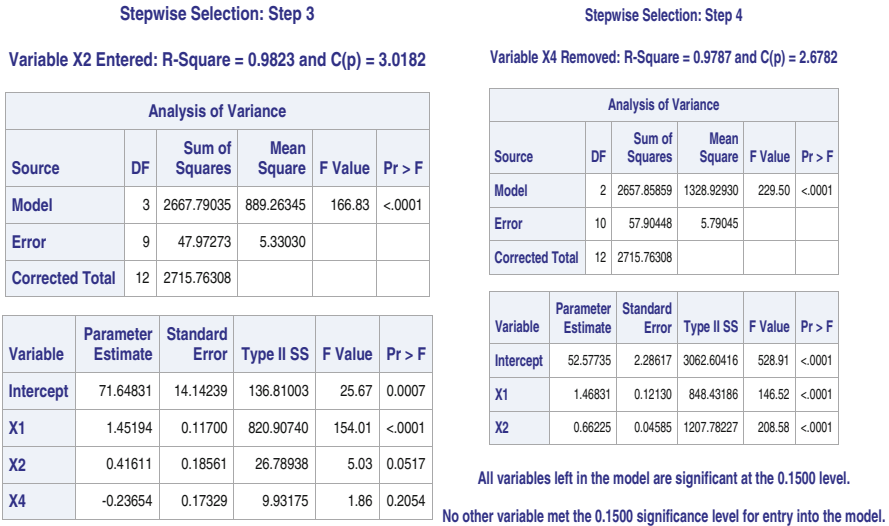 Stepwise Selection: Step 3
Variable X2 Entered: R-Square = 0.9823 and C(p) = 3.0182
Analysis of Variance
Source DF Sum of Squares Mean Square F Value Pr > F
Model 3 2667.79035 889.26345 166.83 <.0001
Error 9 47.97273 5.33030
Corrected Total 12 2715.76308
Variable Parameter Estimate Standard Error Type II SS F Value Pr > F
Intercept 71.64831 14.14239 136.81003 25.67 0.0007
X1 1.45194 0.11700 820.90740 154.01 <.0001
X2 0.41611 0.18561 26.78938 5.03 0.0517
X4 -0.23654 0.17329 9.93175 1.86 0.2054
Stepwise Selection: Step 4
Variable X4 Removed: R-Square = 0.9787 and C(p) = 2.6782
Analysis of Variance
Source DF Sum of Squares Mean Square F Value Pr > F
Model 2 2657.85859 1328.92930 229.50 <.0001
Error 10 57.90448 5.79045
Corrected Total 12 2715.76308
Variable Parameter Estimate Standard Error Type II SS F Value Pr > F
Intercept 52.57735 2.28617 3062.60416 528.91 <.0001
X1 1.46831 0.12130 848.43186 146.52 <.0001
X2 0.66225 0.04585 1207.78227 208.58 <.0001
All variables left in the model are significant at the 0.1500 level.
No other variable met the 0.1500 significance level for entry into the model.